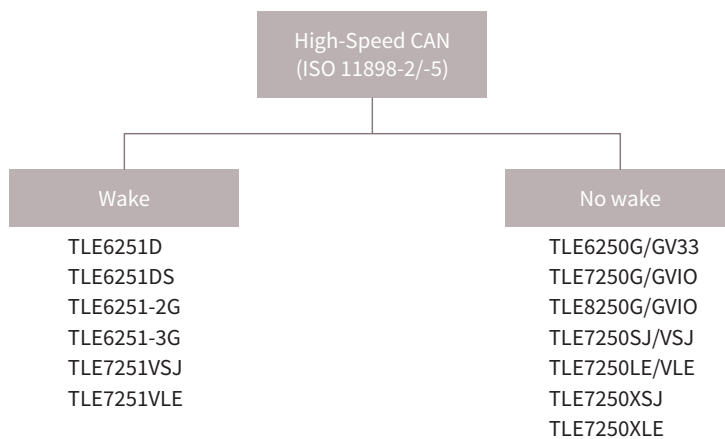 High-Speed CAN
(ISO 11898-2/-5)
Wake
TLE6251D
TLE6251DS
TLE6251-2G
TLE6251-3G
TLE7251VSJ
TLE7251VLE
No wake
TLE6250G/GV33
TLE7250G/GVIO
TLE8250G/GVIO
TLE7250SJ/VSJ
TLE7250LE/VLE
TLE7250XSJ
TLE7250XLE